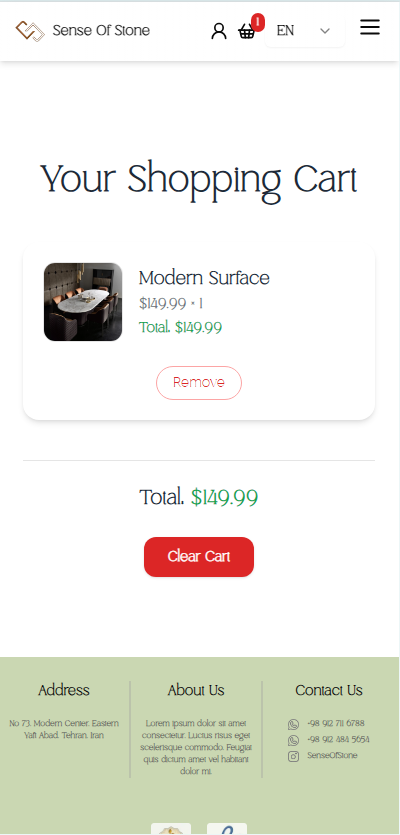 Sense Of Stone
1
EN
Your Shopping Cart
Modern Surface
$149.99 × 1
Total. $149.99
Remove
Total. $149.99
Clear Cart
Address
No 73. Modern Center. Eastern
Yaft Abad. Tehran. Iran
About Us
Lorem ipsum dolor sit amet
consectetur. Luctus risus eget
scelerisque commodo. Feugiat
quis dictum amet vel habitant
dolor mi.
Contact Us
-98 912 711 6788
-98 912 484 5654
SenseOfStone